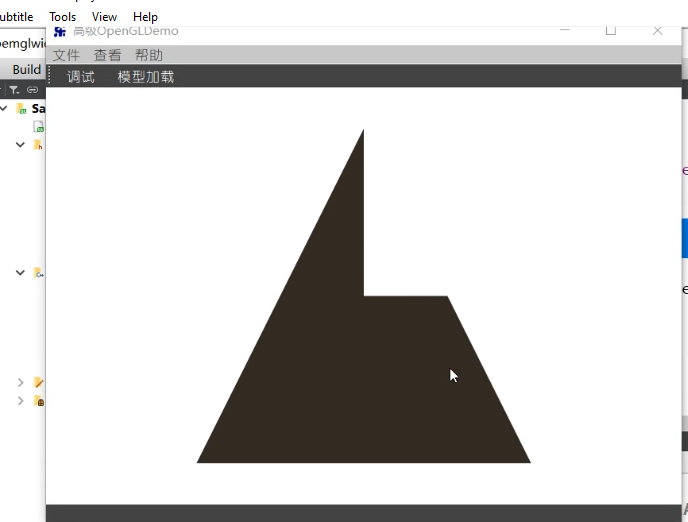 ubtitle Tools View Help
高级OpenGLDemo
Build
文件 查看 帮助
调试 模型加载
Sa